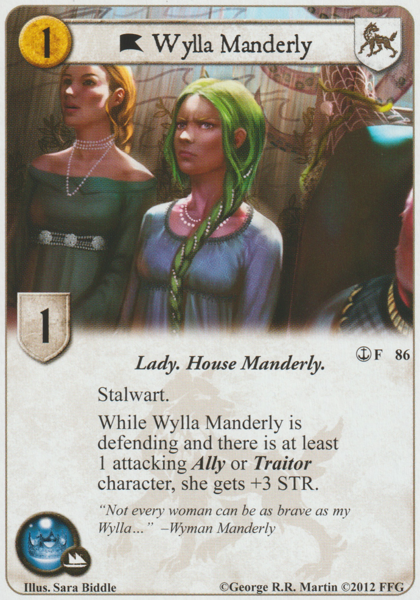 1
Wylla Manderly
1
Lady. House Manderly.
F 86
Stalwart.
While Wylla Manderly is
defending and there is at least
1 attacking Ally or Traitor
character, she gets +3 STR.
“Not every woman can be as brave as my
Wylla…” –Wyman Manderly
Illus. Sara Biddle
©George R.R. Martin ©2012 FFG